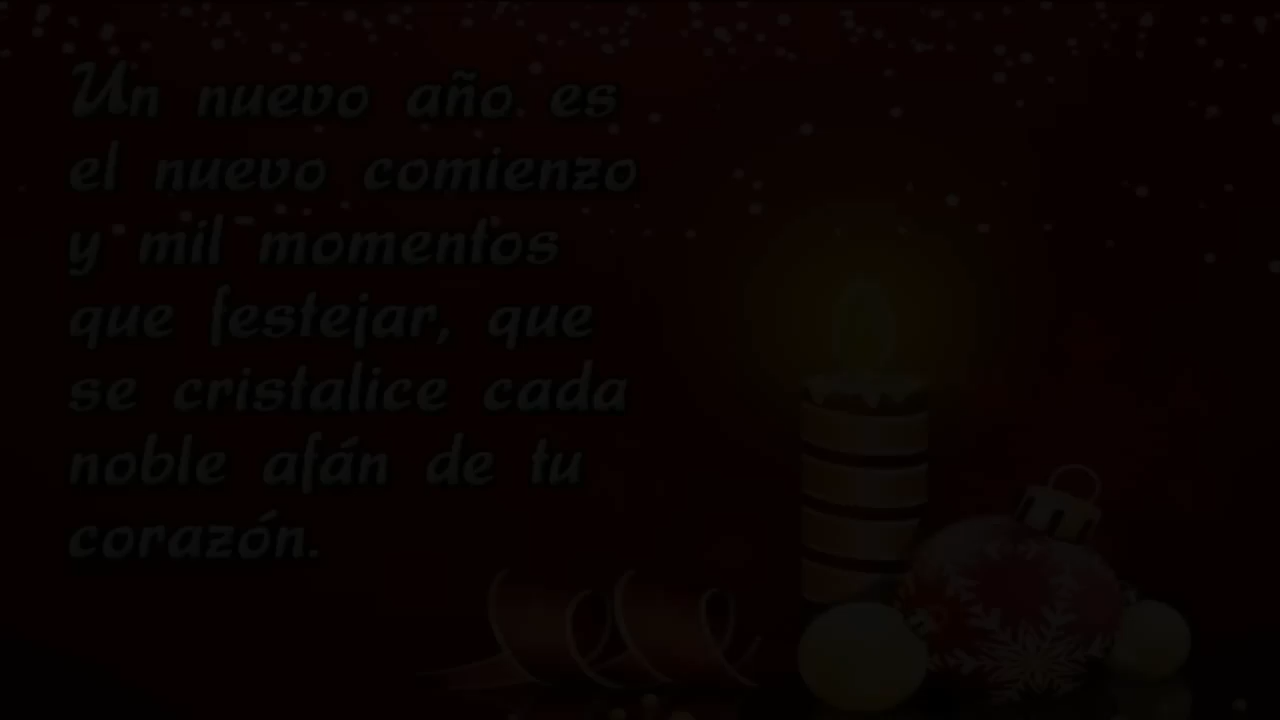 Un nuevo año es
el nuevo comienzo
y mil momentos
que festejar, que
se cristalice cada
noble afán de tu
corazón.